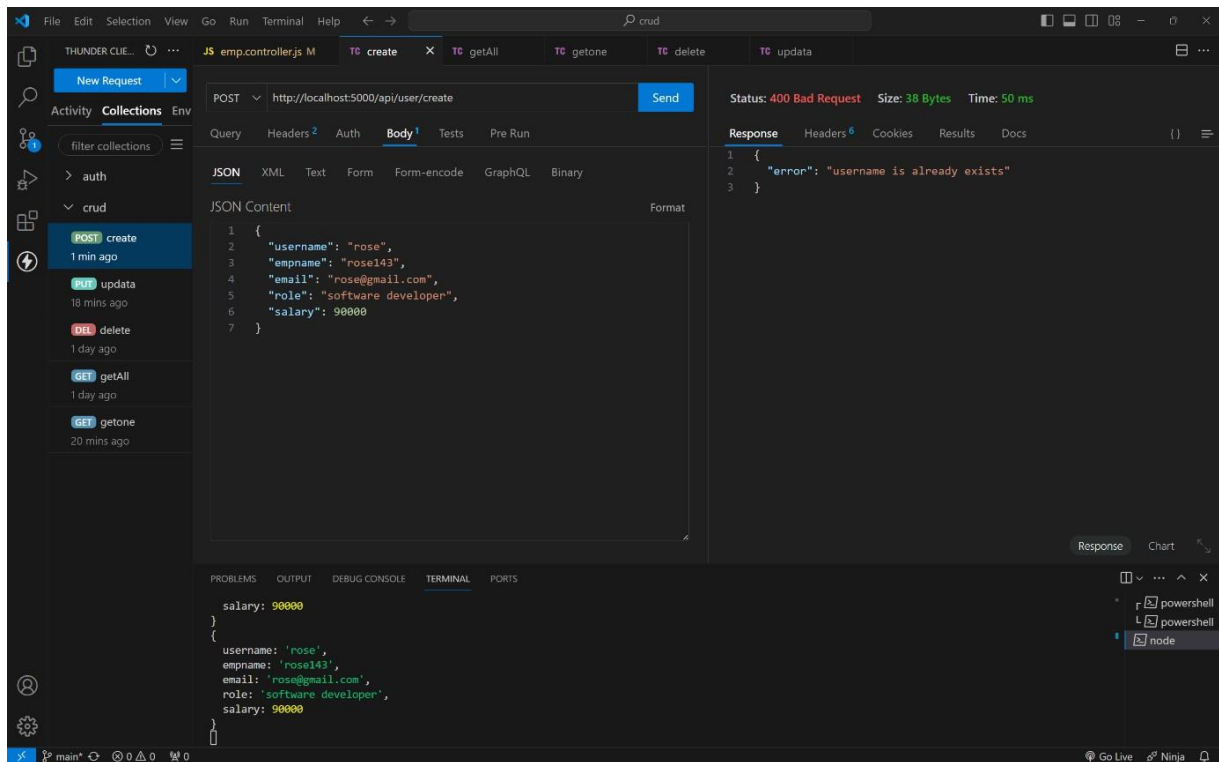 File Edit Selection View Go Run Terminal Help crud
THUNDER CLIE... JS emp.controller.js M TC create TC getAll TC getone TC delete TC updata
New Request
Activity Collections Env
filter collections
auth
crud
POST create
1 min ago
PUT updata
18 mins ago
DEL delete
1 day ago
GET getAll
1 day ago
GET getone
20 mins ago
POST http://localhost:5000/api/user/create Send
Query Headers 2 Auth Body 1 Tests Pre Run
JSON XML Text Form Form-encode GraphQL Binary
JSON Content Format
1 {
2 "username": "rose",
3 "empname": "rose143",
4 "email": "rose@gmail.com",
5 "role": "software developer",
6 "salary": 90000
7 }
Status: 400 Bad Request Size: 38 Bytes Time: 50 ms
Response Headers 6 Cookies Results Docs {}
1 {
2 "error": "username is already exists"
3 }
Response Chart
PROBLEMS OUTPUT DEBUG CONSOLE TERMINAL PORTS
salary: 90000
}
{
username: 'rose',
empname: 'rose143',
email: 'rose@gmail.com',
role: 'software developer',
salary: 90000
}
powershell
powershell
node
main* 0 0 0 Go Live Ninja